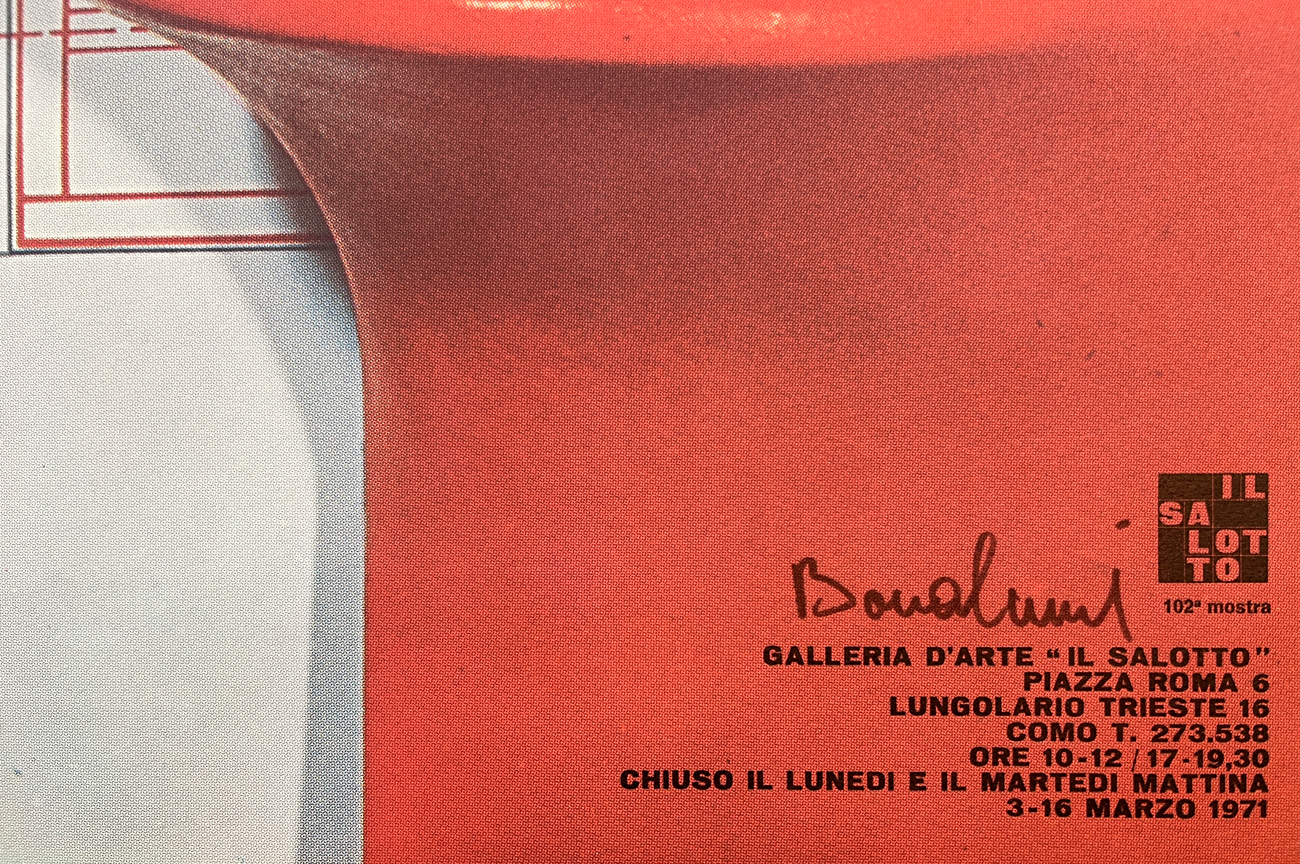 IL
SA
LOT
TO
102ª mostra
Bonalumi
GALLERIA D'ARTE “IL SALOTTO”
PIAZZA ROMA 6
LUNGOLARIO TRIESTE 16
COMO T. 273.538
ORE 10-12 / 17-19,30
CHIUSO IL LUNEDI E IL MARTEDI MATTINA
3-16 MARZO 1971